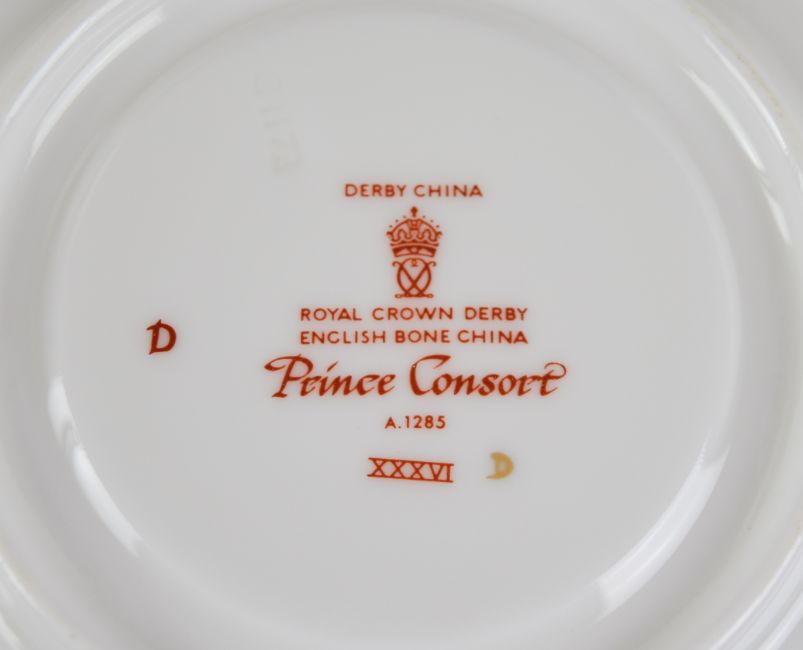 DERBY CHINA
ROYAL CROWN DERBY
ENGLISH BONE CHINA
D
Prince Consort
A.1285
XXXVI D